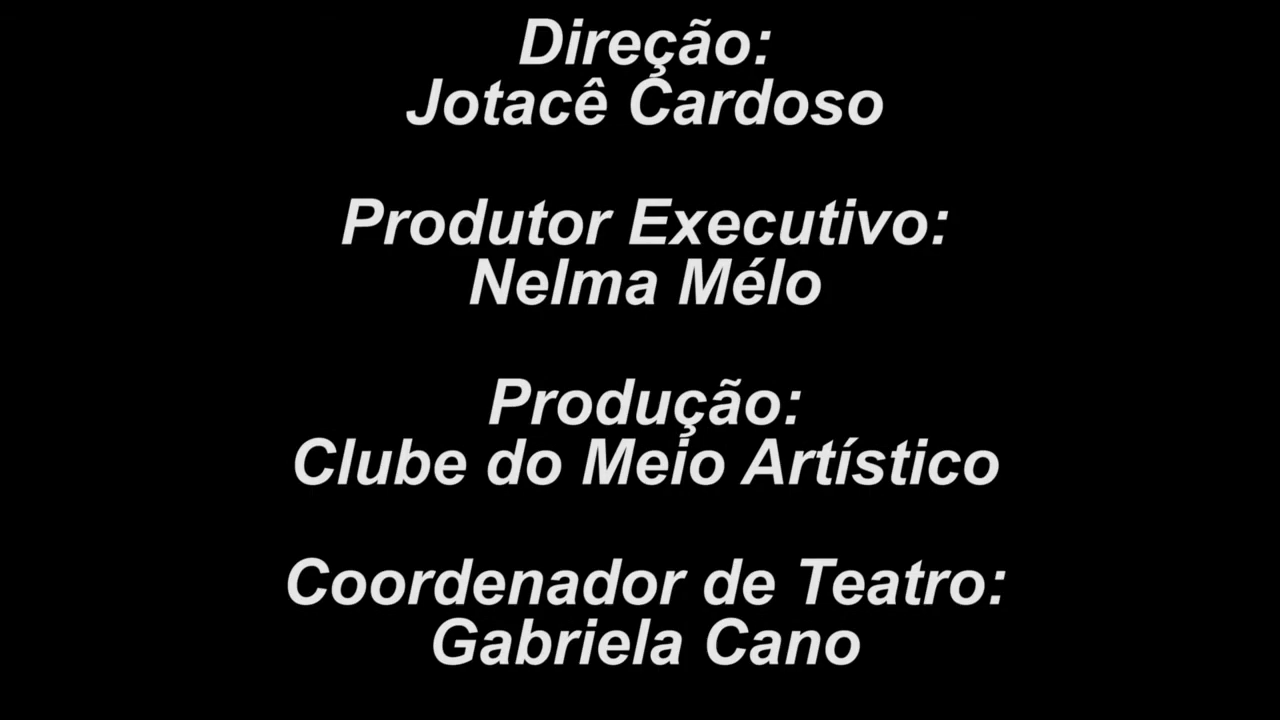 Direção:
Jotacê Cardoso
Produtor Executivo:
Nelma Mélo
Produção:
Clube do Meio Artístico
Coordenador de Teatro:
Gabriela Cano